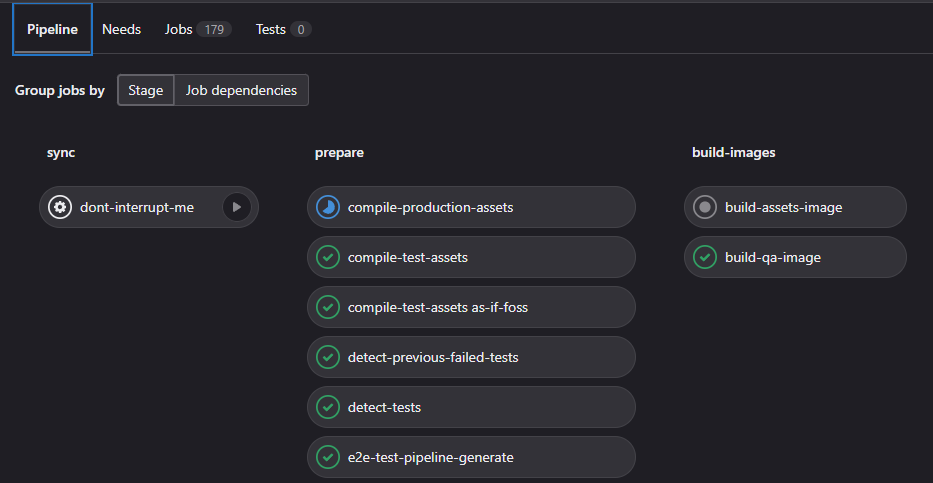 Pipeline Needs Jobs 179 Tests 0
Group jobs by Stage Job dependencies
sync
dont-interrupt-me
prepare
compile-production-assets
compile-test-assets
compile-test-assets as-if-foss
detect-previous-failed-tests
detect-tests
e2e-test-pipeline-generate
build-images
build-assets-image
build-qa-image